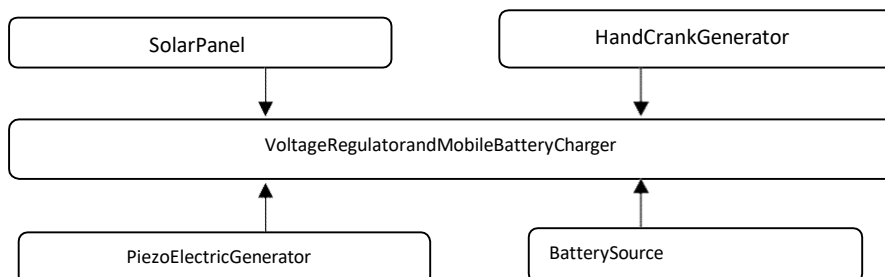 SolarPanel
HandCrankGenerator
VoltageRegulatorandMobileBatteryCharger
PiezoElectricGenerator
BatterySource